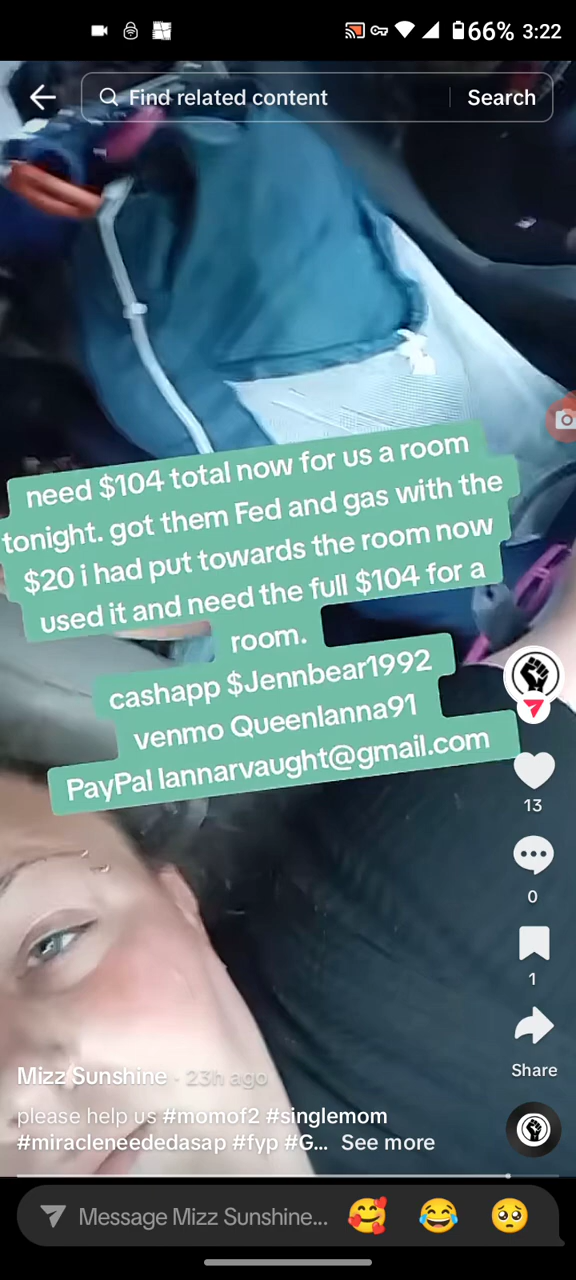 66% 3:22
Find related content
Search
need $104 total now for us a room
tonight. got them Fed and gas with the
$20 i had put towards the room now
used it and need the full $104 for a
room.
cashapp $Jennbear1992
venmo Queenlanna91
PayPal lannarvaught@gmail.com
13
0
1
Share
Mizz Sunshine · 23h ago
please help us #momof2 #singlemom
#miracleneededasap #fyp #G... See more
Message Mizz Sunshine...